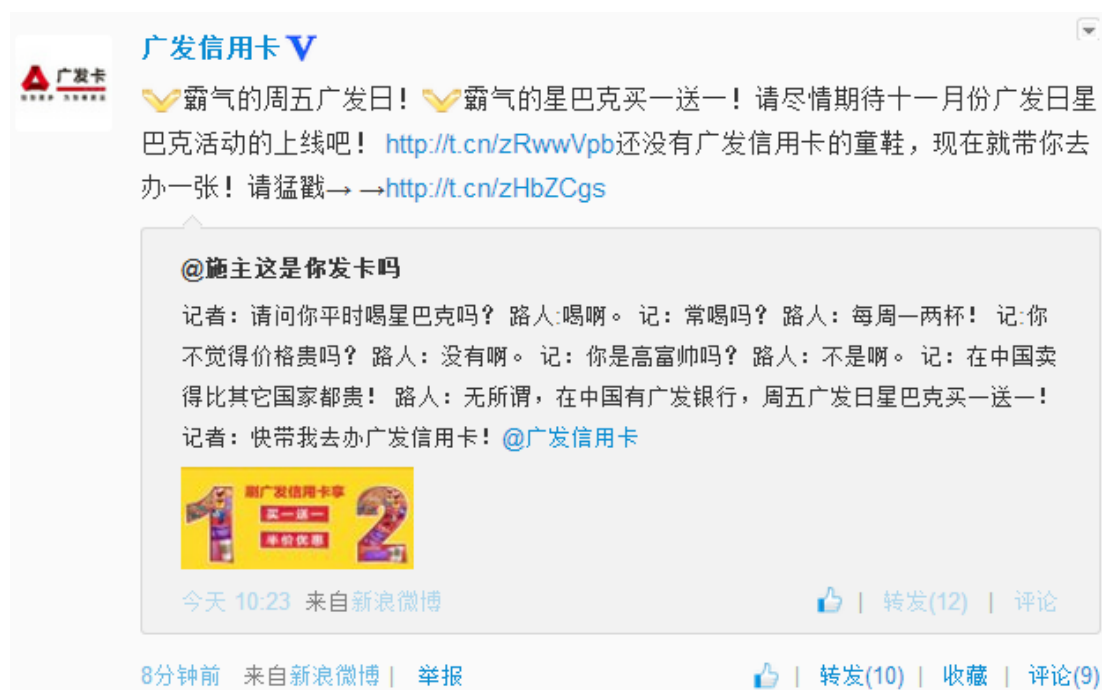 广发信用卡 V
广发卡
霸气的周五广发日！霸气的星巴克买一送一！请尽情期待十一月份广发日星
巴克活动的上线吧！ http://t.cn/zRwwVpb还没有广发信用卡的童鞋，现在就带你去
办一张！请猛戳→ →http://t.cn/zHbZCgs
@施主这是你发卡吗
记者：请问你平时喝星巴克吗？ 路人:喝啊。 记：常喝吗？ 路人：每周一两杯！ 记:你
不觉得价格贵吗？ 路人：没有啊。 记：你是高富帅吗？ 路人：不是啊。 记：在中国卖
得比其它国家都贵！ 路人：无所谓，在中国有广发银行，周五广发日星巴克买一送一！
记者：快带我去办广发信用卡！@广发信用卡
刷广发信用卡享
1 买一送一 2
半价优惠
今天 10:23 来自新浪微博 | 转发(12) | 评论
8分钟前 来自新浪微博 | 举报 | 转发(10) | 收藏 | 评论(9)